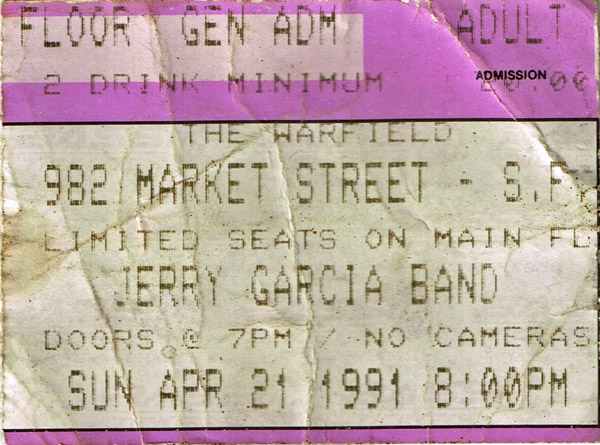 FLOOR GEN ADM ADULT
2 DRINK MINIMUM ADMISSION 20.00
THE WARFIELD
982 MARKET STREET - S.F.
LIMITED SEATS ON MAIN FL
JERRY GARCIA BAND
DOORS @ 7PM / NO CAMERAS
SUN APR 21 1991 8:00PM